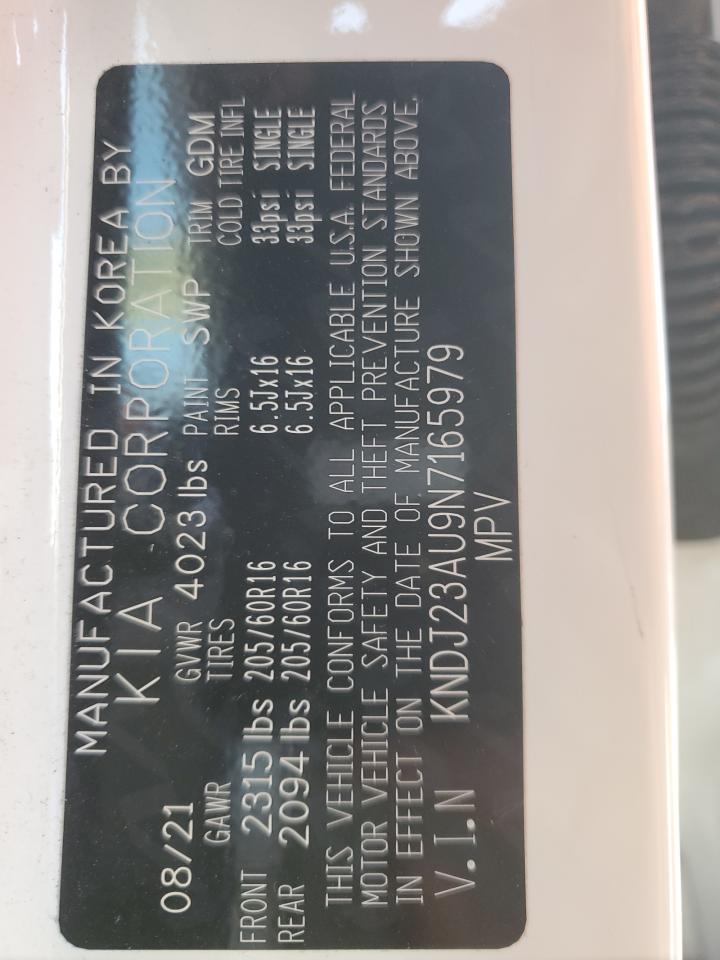 MANUFACTURED IN KOREA BY
KIA CORPORATION
08/21 GVWR 4023 lbs PAINT SWP TRIM GDM
GAWR TIRES RIMS COLD TIRE INFL
FRONT 2315 lbs 205/60R16 6.5Jx16 33psi SINGLE
REAR 2094 lbs 205/60R16 6.5Jx16 33psi SINGLE
THIS VEHICLE CONFORMS TO ALL APPLICABLE U.S.A. FEDERAL
MOTOR VEHICLE SAFETY AND THEFT PREVENTION STANDARDS
IN EFFECT ON THE DATE OF MANUFACTURE SHOWN ABOVE.
V.I.N KNDJ23AU9N7165979
MPV